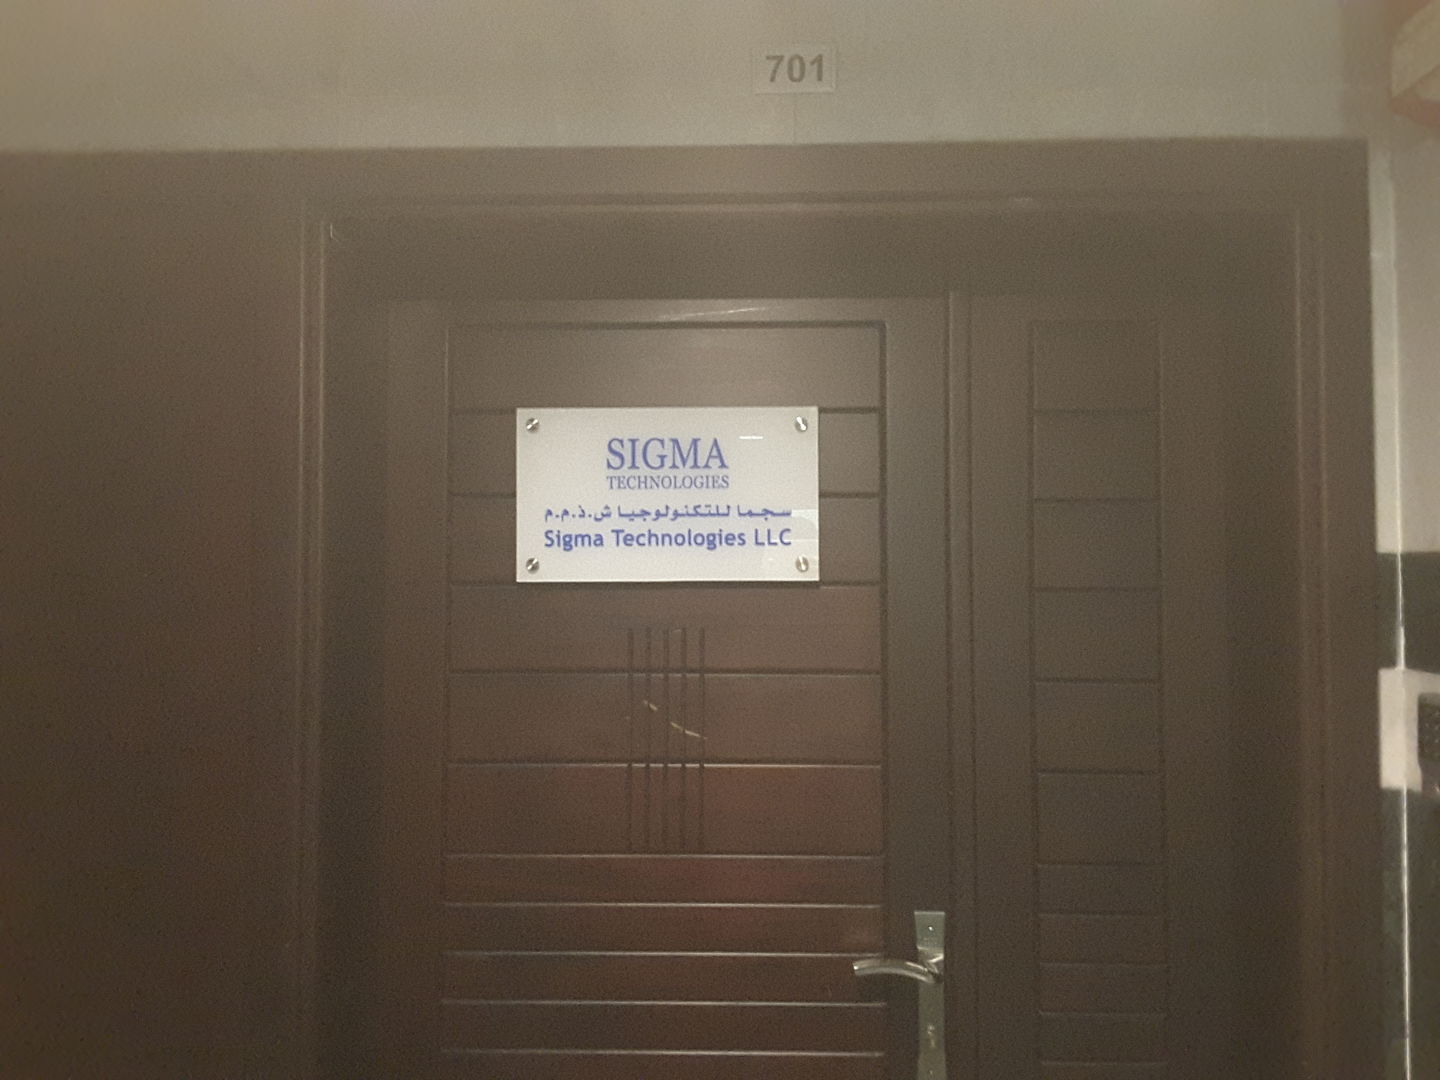 701
SIGMA
TECHNOLOGIES
سجما للتكنولوجيا ش.ذ.م.م
Sigma Technologies LLC